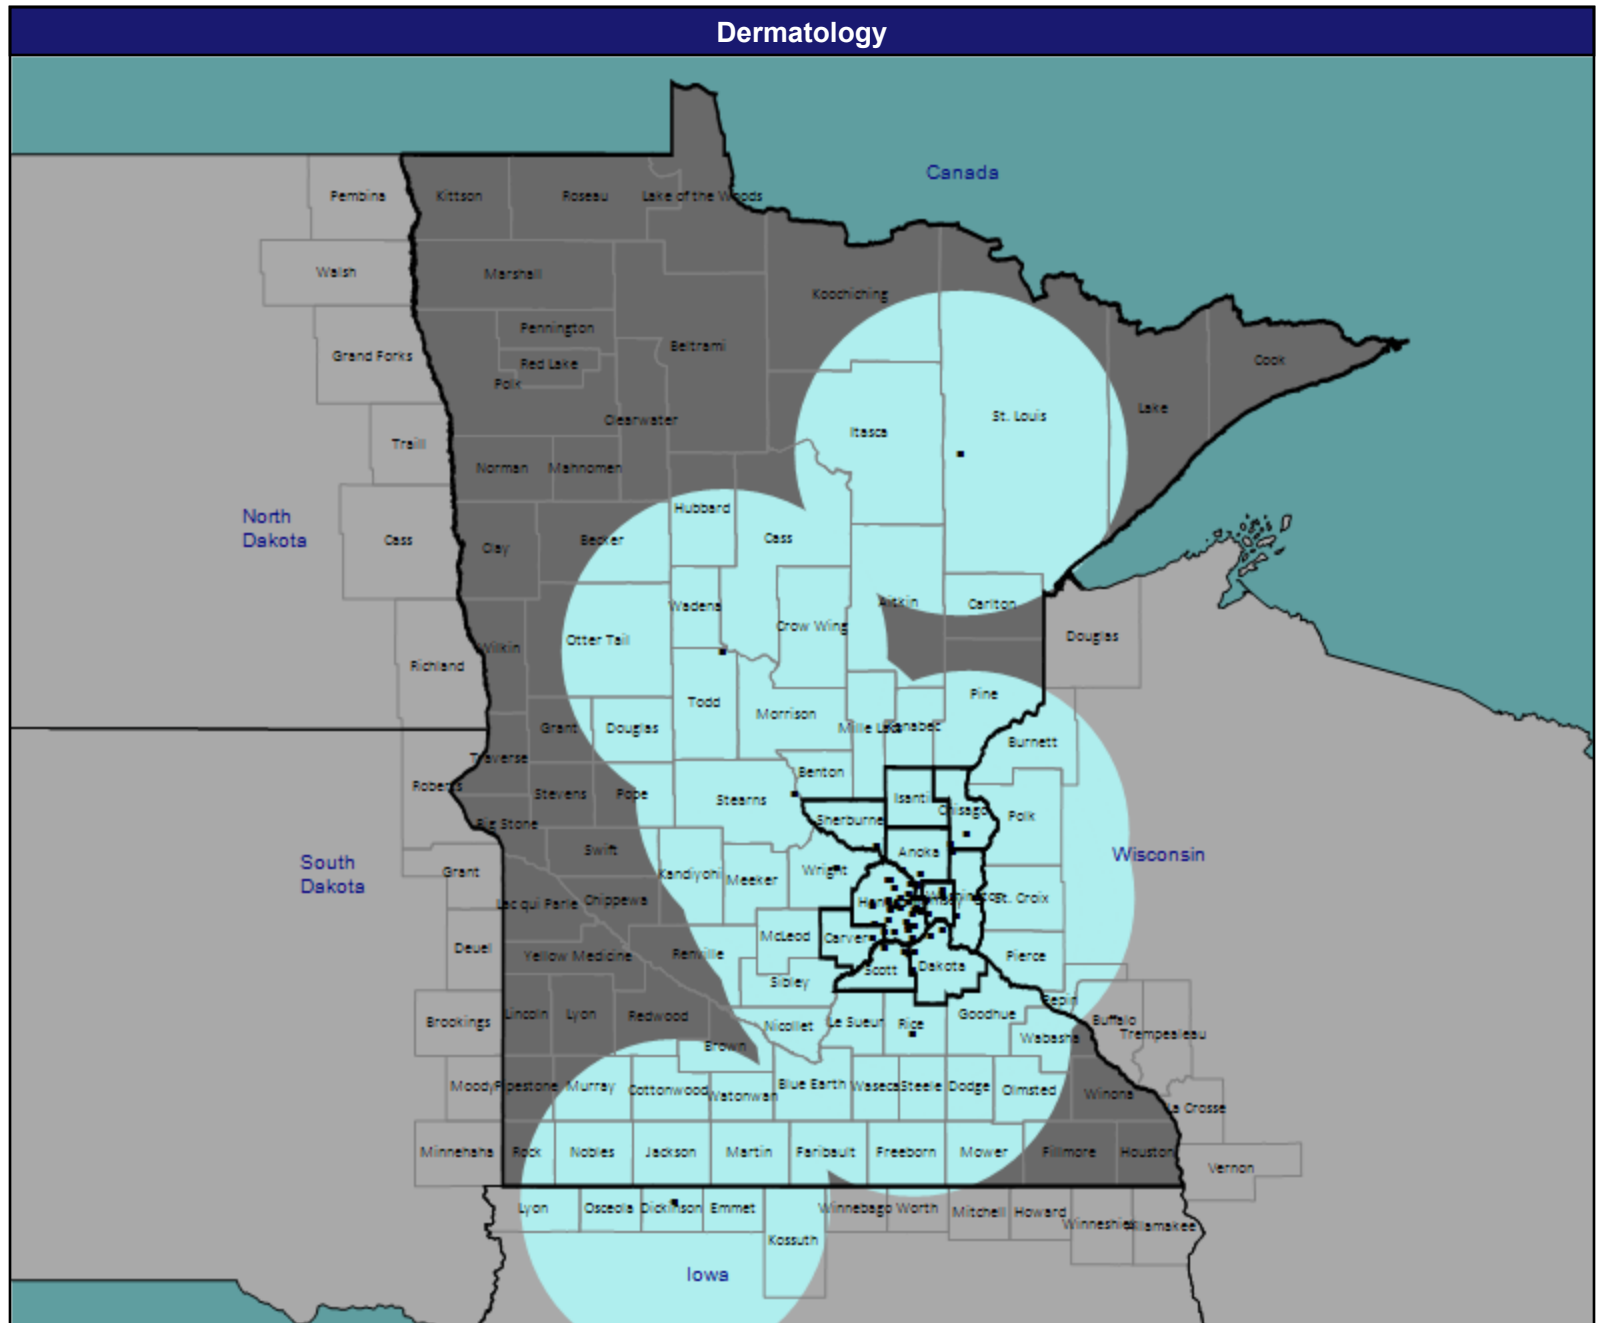 Dermatology
Canada
Pembina
Kittson
Roseau
Lake of the Woods
Walsh
Marshall
Koochiching
Pennington
Grand Forks
Beltrami
Red Lake
Cook
Polk
Lake
St. Louis
Clearwater
Itasca
Traill
Norman
Mahnomen
Hubbard
North
Dakota
Cass
Clay
Becker
Cass
Wadena
Aitkin
Carlton
Crow Wing
Otter Tail
Douglas
Wilkin
Richland
Todd
Pine
Morrison
Grant
Douglas
Mille Lacs
Kanabec
Burnett
Traverse
Benton
Roberts
Stevens
Pope
Stearns
Isanti
Chisago
Polk
Big Stone
Sherburne
Swift
Anoka
Wisconsin
South
Dakota
Grant
Kandiyohi
Meeker
Wright
Lac qui Parle
Chippewa
Washington
St. Croix
McLeod
Carver
Deuel
Yellow Medicine
Renville
Pierce
Scott
Dakota
Sibley
Pepin
Lincoln
Lyon
Redwood
Brookings
Nicollet
Le Sueur
Rice
Goodhue
Buffalo
Trempealeau
Wabasha
Brown
Moody
Pipestone
Murray
Cottonwood
Watonwan
Blue Earth
Waseca
Steele
Dodge
Olmsted
Winona
La Crosse
Minnehaha
Rock
Nobles
Jackson
Martin
Faribault
Freeborn
Mower
Fillmore
Houston
Vernon
Lyon
Osceola
Dickinson
Emmet
Winnebago
Worth
Mitchell
Howard
Winneshiek
Allamakee
Kossuth
Iowa